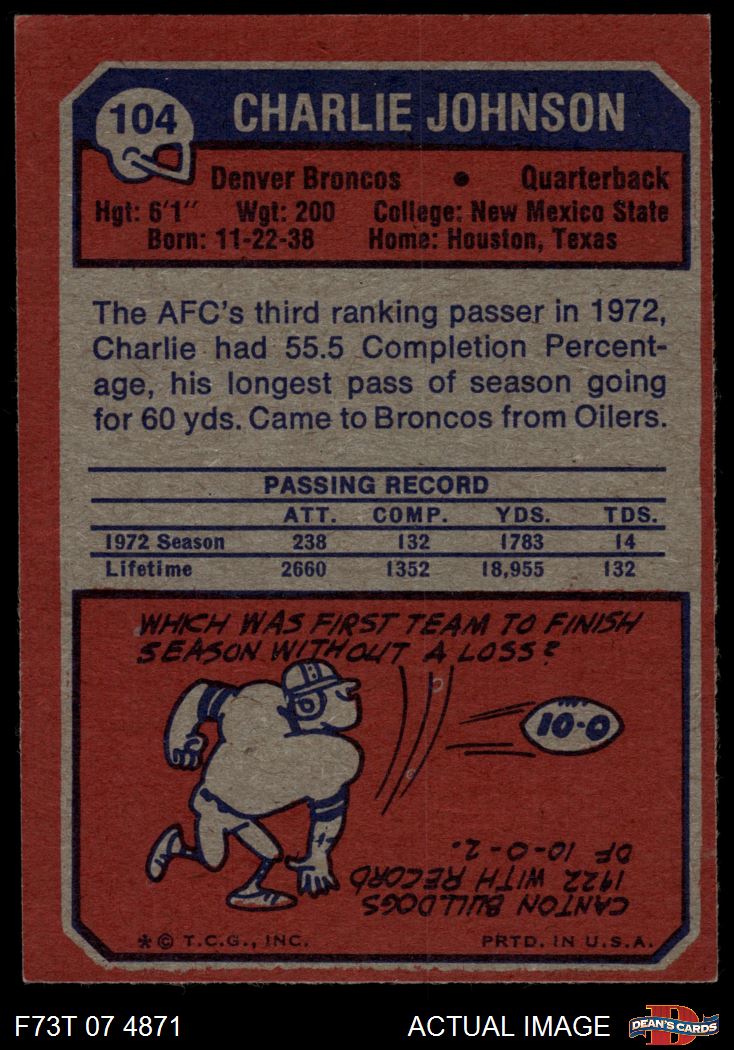 104
CHARLIE JOHNSON
Denver Broncos • Quarterback
Hgt: 6'1" Wgt: 200 College: New Mexico State
Born: 11-22-38 Home: Houston, Texas
The AFC's third ranking passer in 1972,
Charlie had 55.5 Completion Percent-
age, his longest pass of season going
for 60 yds. Came to Broncos from Oilers.
PASSING RECORD
ATT. COMP. YDS. TDS.
1972 Season 238 132 1783 14
Lifetime 2660 1352 18,955 132
WHICH WAS FIRST TEAM TO FINISH
SEASON WITHOUT A LOSS?
B
10-0
CANTON BULLDOGS
1922 WITH RECORD
OF 10-0-2.
* © T.C.G., INC. PRTD. IN U.S.A.
F73T 07 4871 ACTUAL IMAGE
D
DEAN'S CARDS